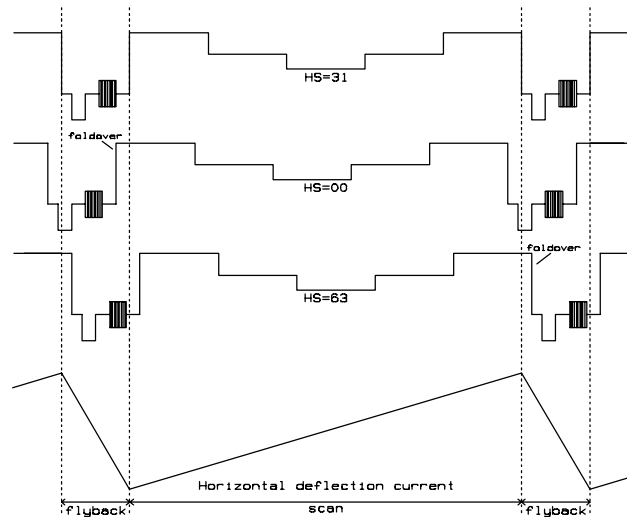 HS=31
foldover
HS=00
foldover
HS=63
Horizontal deflection current
flyback
scan
flyback